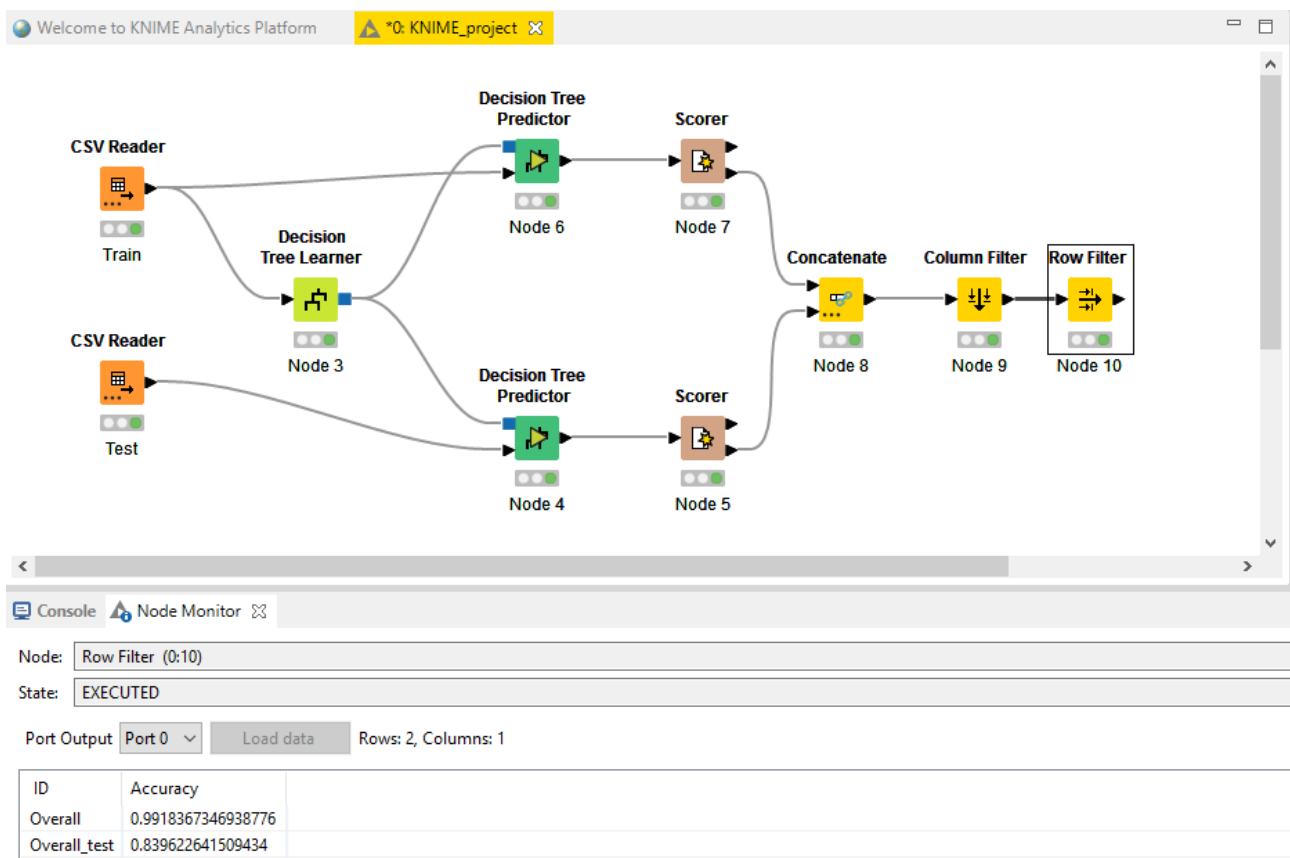 Welcome to KNIME Analytics Platform
*0: KNIME_project
Decision Tree
Predictor
Scorer
CSV Reader
Node 6
Node 7
Train
Decision
Tree Learner
Concatenate
Column Filter
Row Filter
CSV Reader
Node 3
Node 8
Node 9
Node 10
Decision Tree
Predictor
Scorer
Test
Node 4
Node 5
Console
Node Monitor
Node: Row Filter (0:10)
State: EXECUTED
Port Output Port 0 Load data Rows: 2, Columns: 1
ID Accuracy
Overall 0.9918367346938776
Overall_test 0.839622641509434